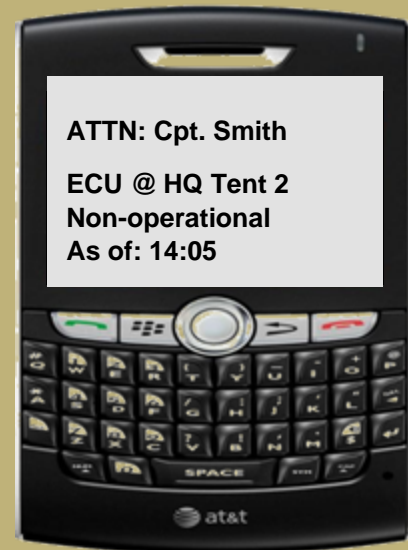 ATTN: Cpt. Smith
ECU @ HQ Tent 2
Non-operational
As of: 14:05
SPACE
at&t